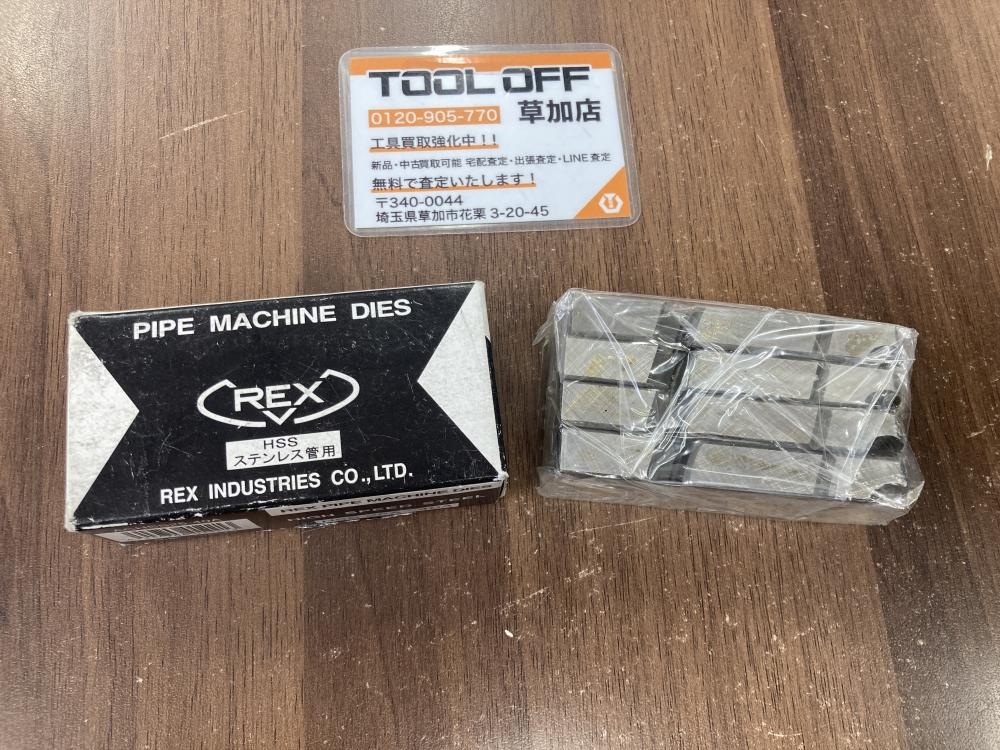 TOOL OFF
0120-905-770 草加店
工具買取強化中！！
新品・中古買取可能 宅配査定・出張査定・LINE査定
無料で査定いたします！
〒340-0044
埼玉県草加市花栗3-20-45
PIPE MACHINE DIES
REX
HSS
ステンレス管用
REX INDUSTRIES CO., LTD.
REX PIPE MACHINE DIES
HIGH SPEED STEEL